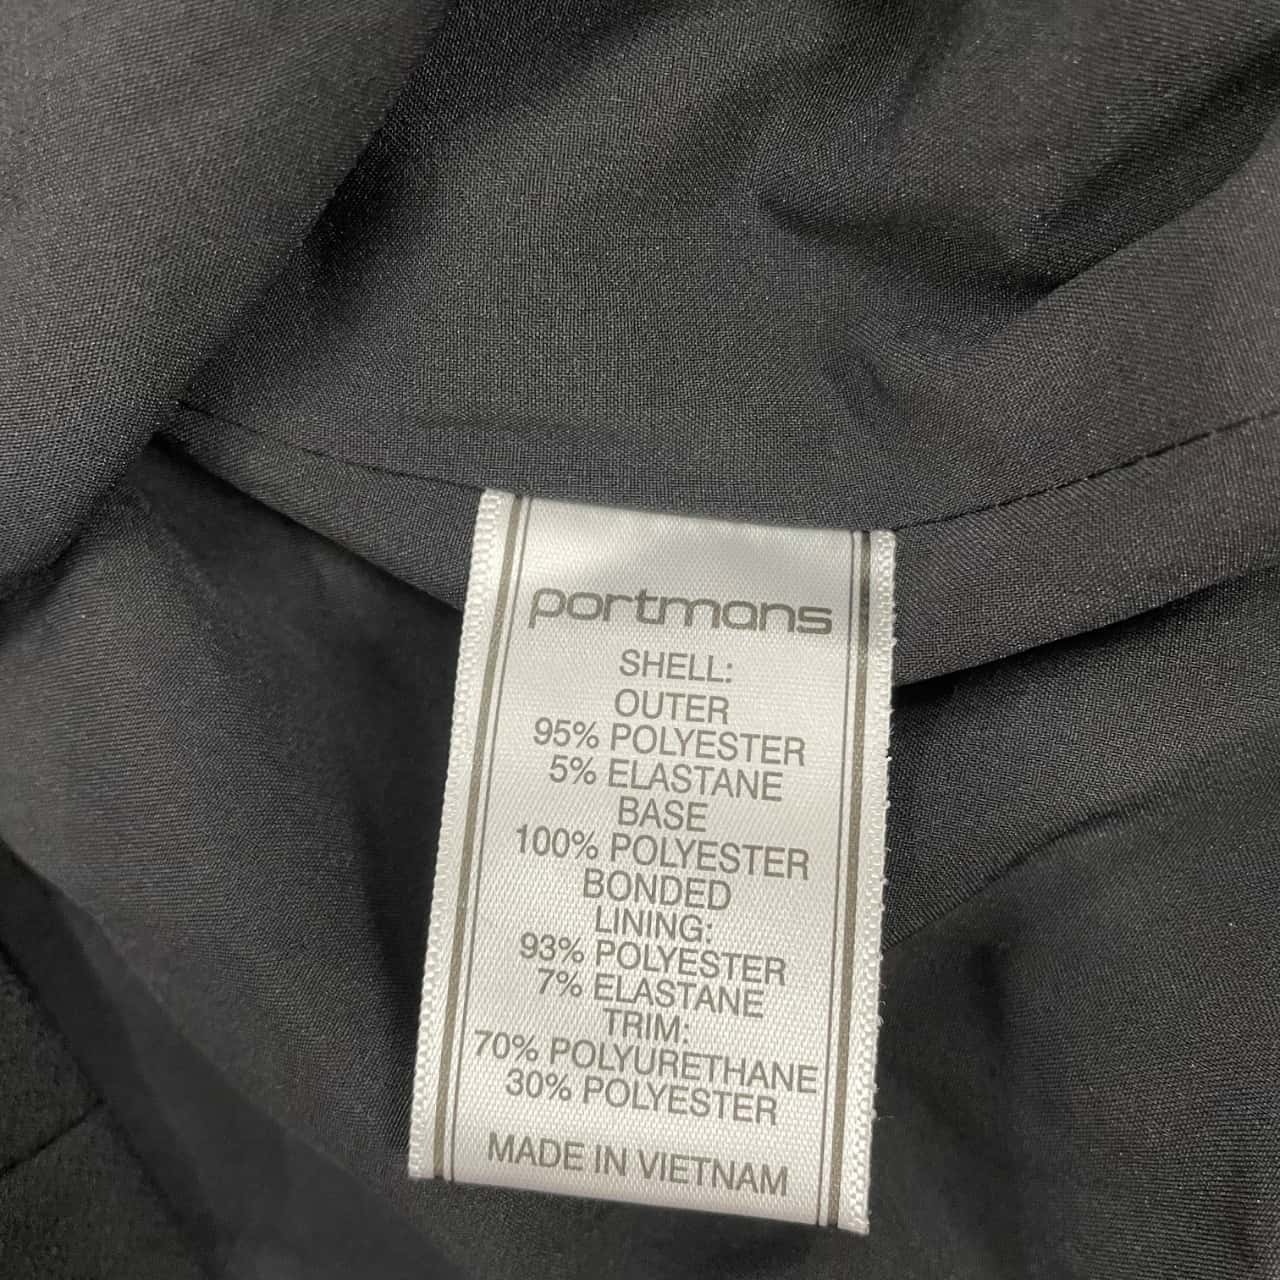 portmans
SHELL:
OUTER
95% POLYESTER
5% ELASTANE
BASE
100% POLYESTER
BONDED
LINING:
93% POLYESTER
7% ELASTANE
TRIM:
70% POLYURETHANE
30% POLYESTER
MADE IN VIETNAM